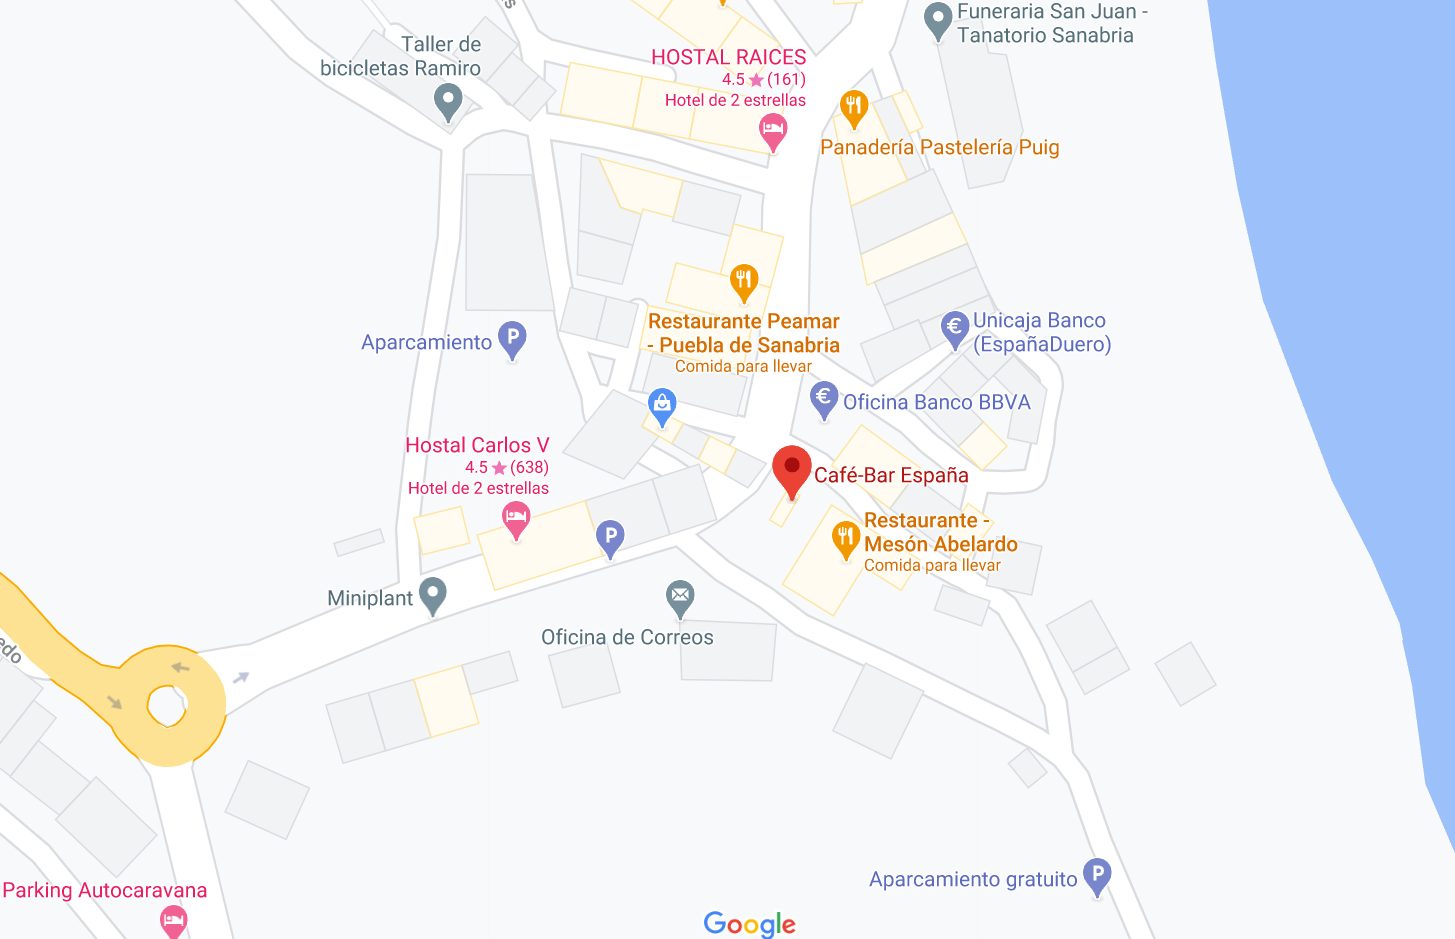 Funeraria San Juan -
Tanatorio Sanabria
Taller de
bicicletas Ramiro
HOSTAL RAICES
4.5 ★ (161)
Hotel de 2 estrellas
Panadería Pastelería Puig
Restaurante Peamar
- Puebla de Sanabria
Comida para llevar
Unicaja Banco
(EspañaDuero)
Aparcamiento
P
€
€
Oficina Banco BBVA
Hostal Carlos V
4.5 ★ (638)
Hotel de 2 estrellas
Café-Bar España
P
Restaurante -
Mesón Abelardo
Comida para llevar
Miniplant
Oficina de Correos
edo
Parking Autocaravana
Aparcamiento gratuito
P
Google